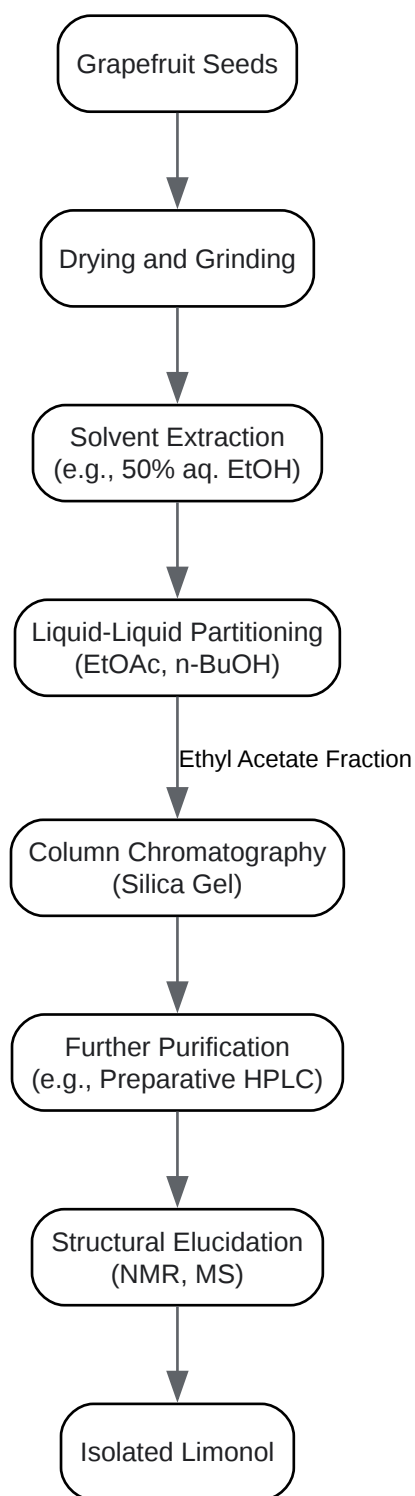 Grapefruit Seeds
Drying and Grinding
Solvent Extraction
(e.g., 50% aq. EtOH)
Liquid-Liquid Partitioning
(EtOAc, n-BuOH)
Ethyl Acetate Fraction
Column Chromatography
(Silica Gel)
Further Purification
(e.g., Preparative HPLC)
Structural Elucidation
(NMR, MS)
Isolated Limonol